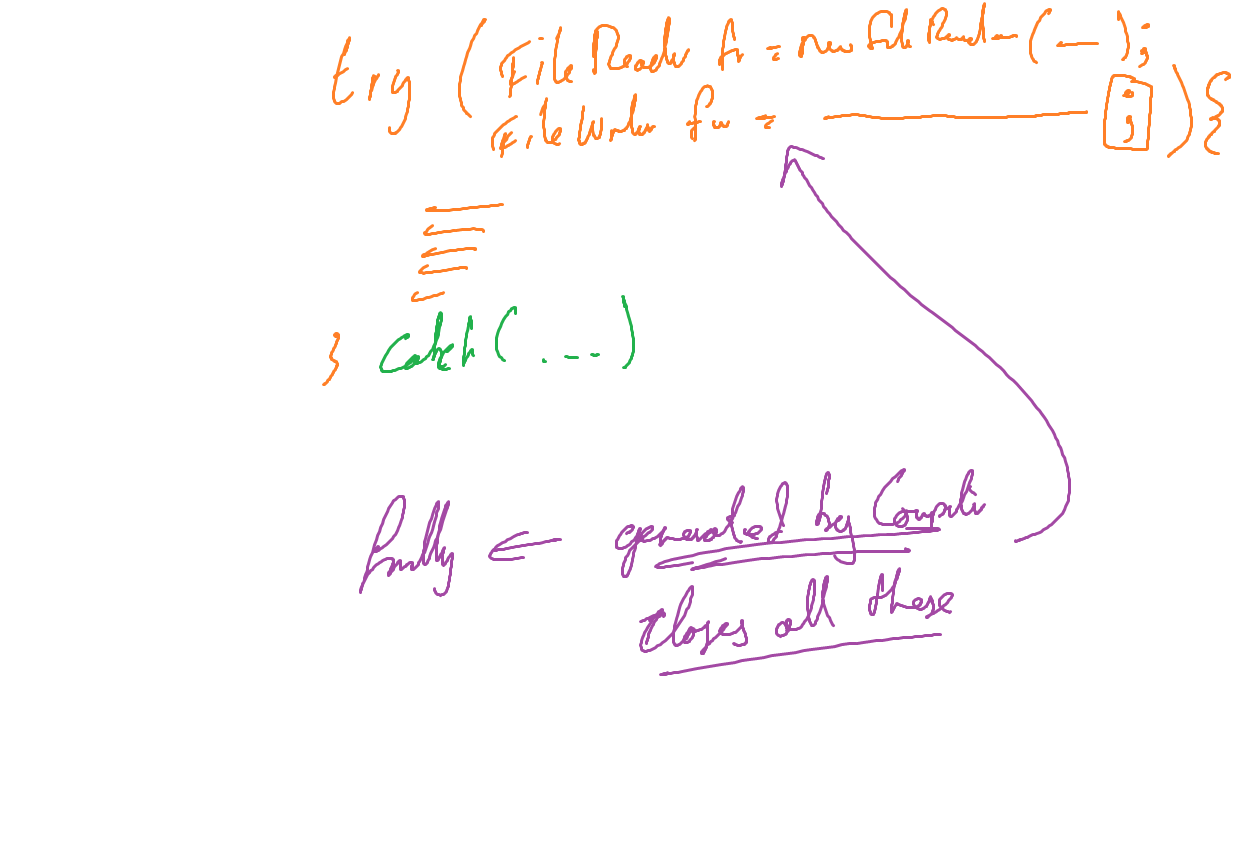 try ( FileReader fr = new FileReader ( — );
FileWriter fw = ——— ; ) {
} catch ( . --- )
finally ← generated by Compiler
closes all these